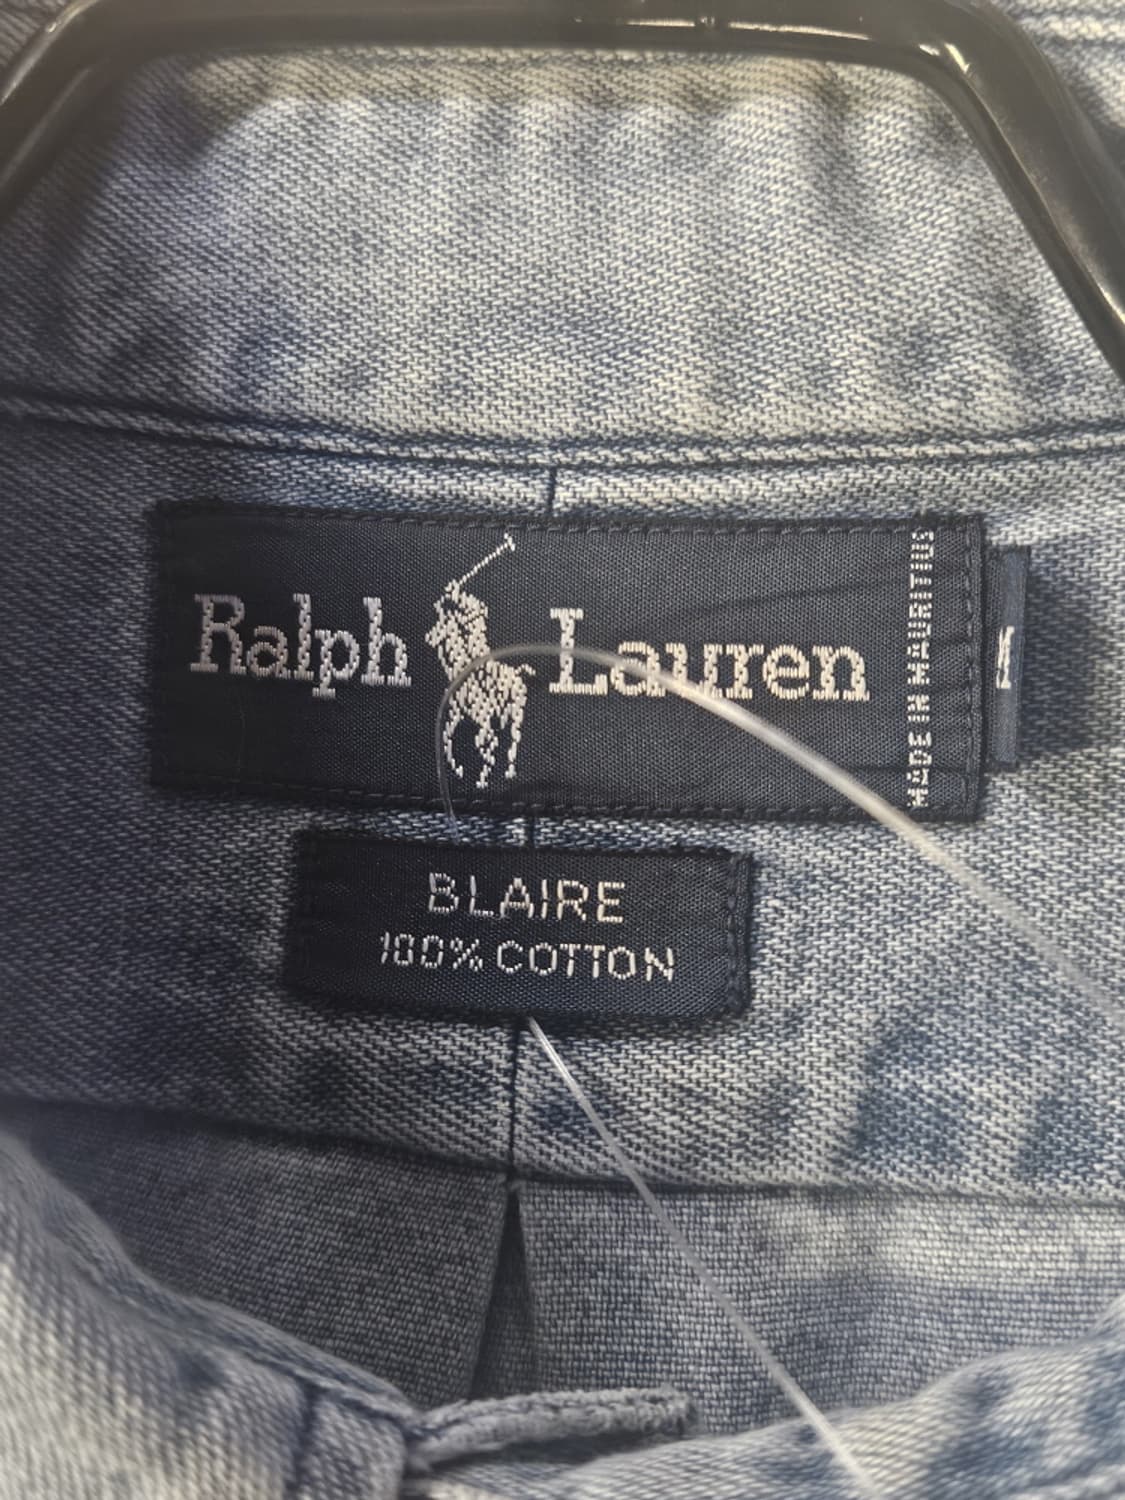 Ralph Lauren
MADE IN MAURITIUS
M
BLAIRE
100% COTTON